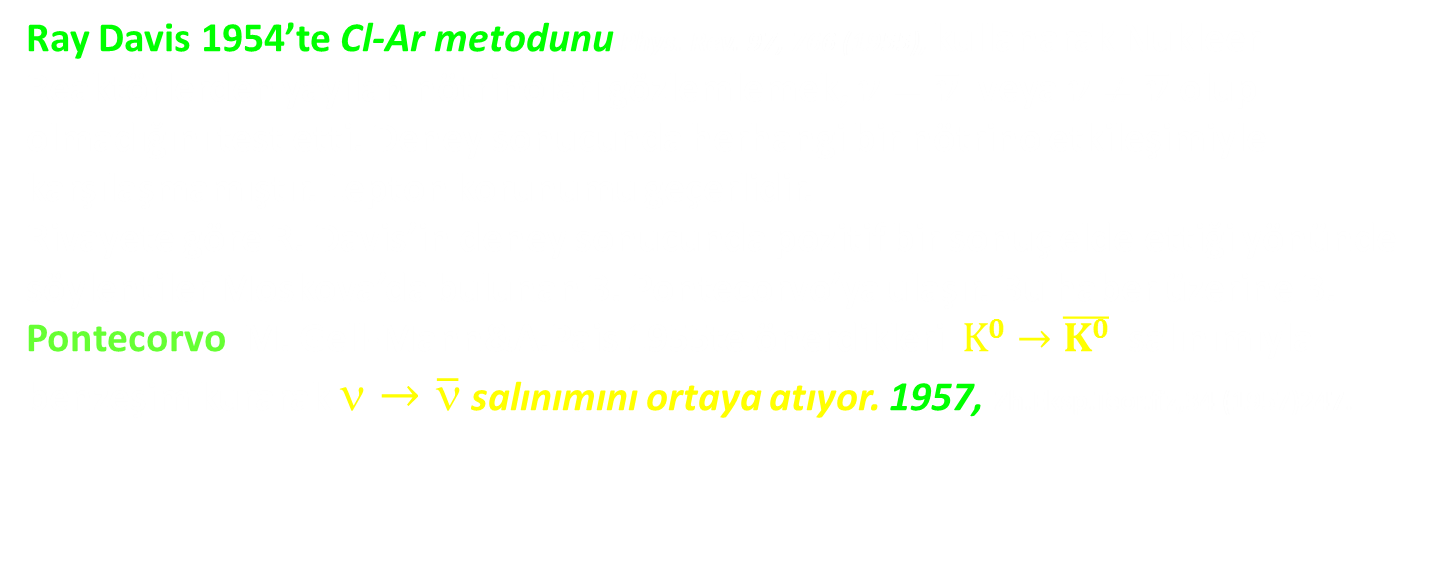 Ray Davis 1954’te Cl-Ar metodunu
Pontecorvo K⁰ → K̅⁰
ν → ν̅ salınımını ortaya atıyor. 1957,